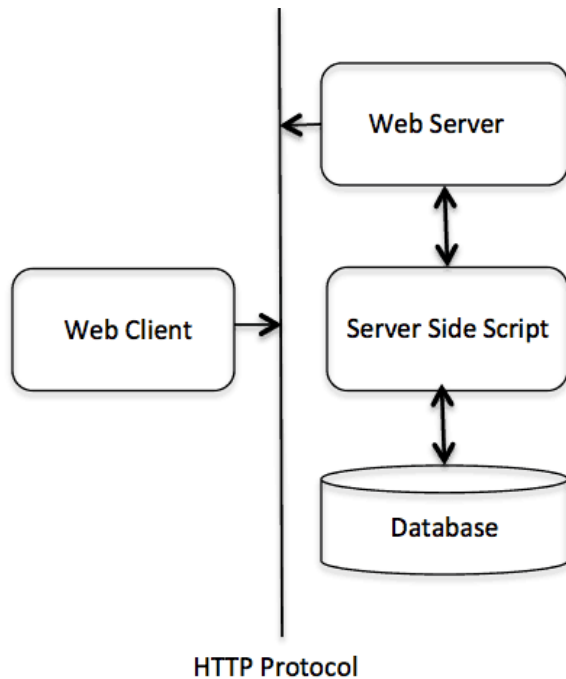 Web Server
Web Client
Server Side Script
Database
HTTP Protocol